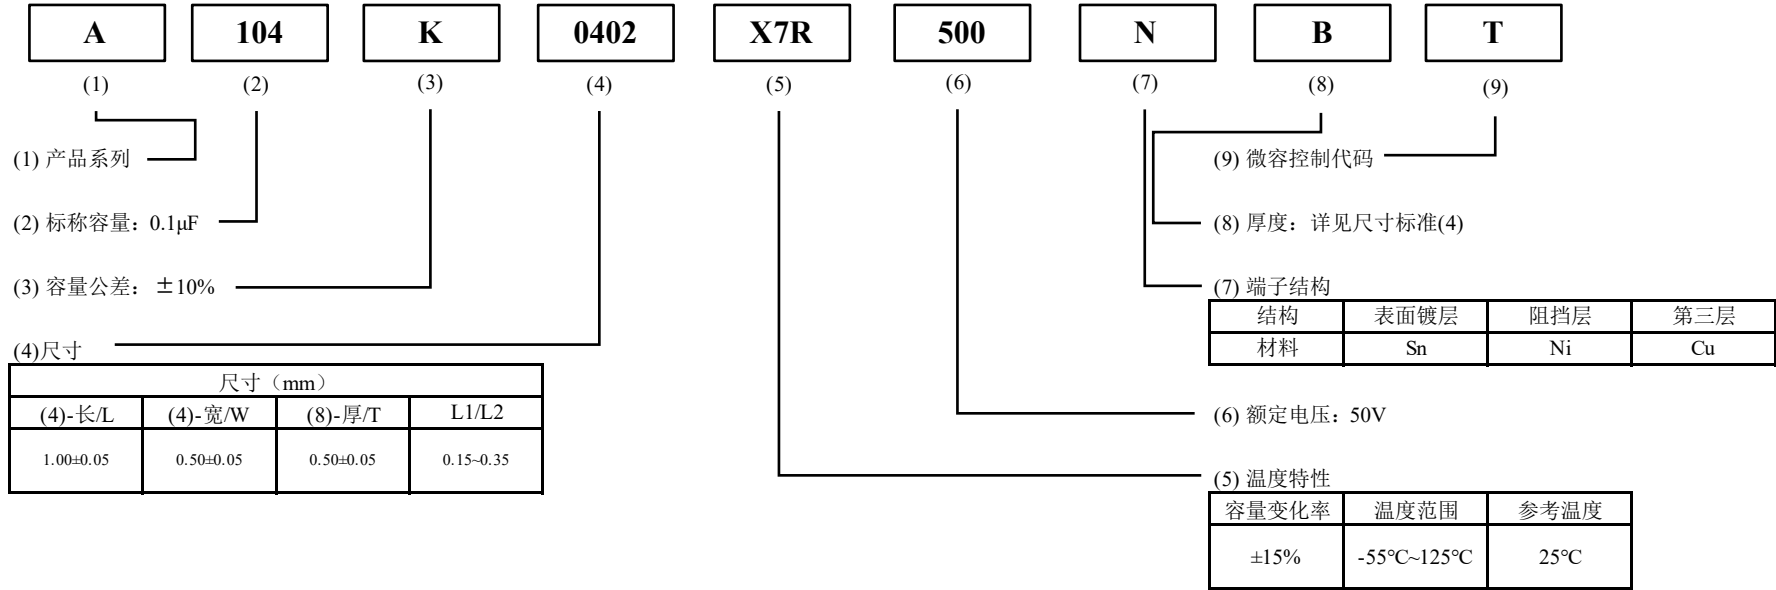 A 104 K 0402 X7R 500 N B T
(1) (2) (3) (4) (5) (6) (7) (8) (9)
(1) 产品系列
(9) 微容控制代码
(2) 标称容量：0.1μF
(8) 厚度：详见尺寸标准(4)
(3) 容量公差：±10%
(7) 端子结构
结构 表面镀层 阻挡层 第三层
材料 Sn Ni Cu
(4)尺寸
尺寸（mm）
(4)-长/L (4)-宽/W (8)-厚/T L1/L2
1.00±0.05 0.50±0.05 0.50±0.05 0.15~0.35
(6) 额定电压：50V
(5) 温度特性
容量变化率 温度范围 参考温度
±15% -55℃~125℃ 25℃